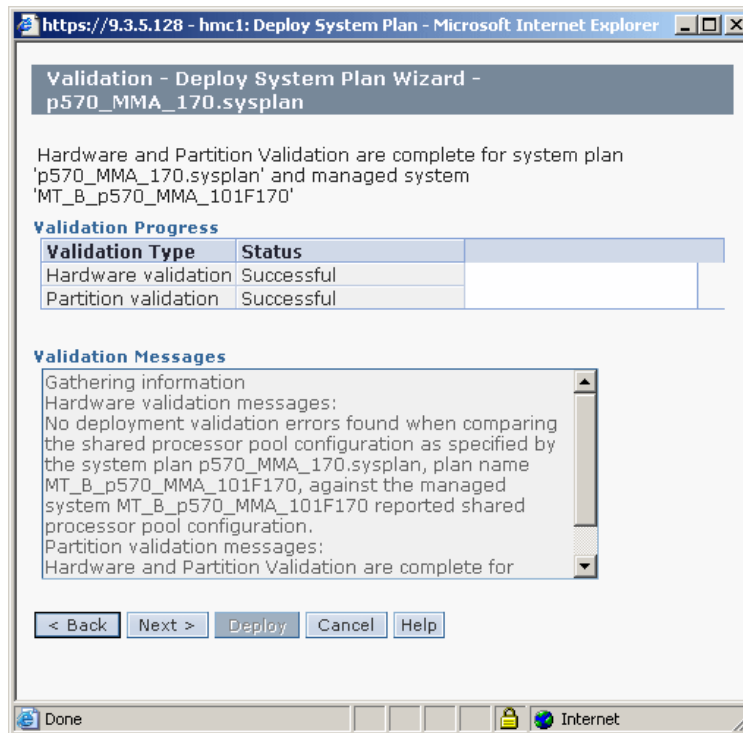 https://9.3.5.128 - hmc1: Deploy System Plan - Microsoft Internet Explorer
Validation - Deploy System Plan Wizard -
p570_MMA_170.sysplan
Hardware and Partition Validation are complete for system plan
'p570_MMA_170.sysplan' and managed system
'MT_B_p570_MMA_101F170'
Validation Progress
Validation Type Status
Hardware validation Successful
Partition validation Successful
Validation Messages
Gathering information
Hardware validation messages:
No deployment validation errors found when comparing
the shared processor pool configuration as specified by
the system plan p570_MMA_170.sysplan, plan name
MT_B_p570_MMA_101F170, against the managed
system MT_B_p570_MMA_101F170 reported shared
processor pool configuration.
Partition validation messages:
Hardware and Partition Validation are complete for
< Back Next > Deploy Cancel Help
Done Internet